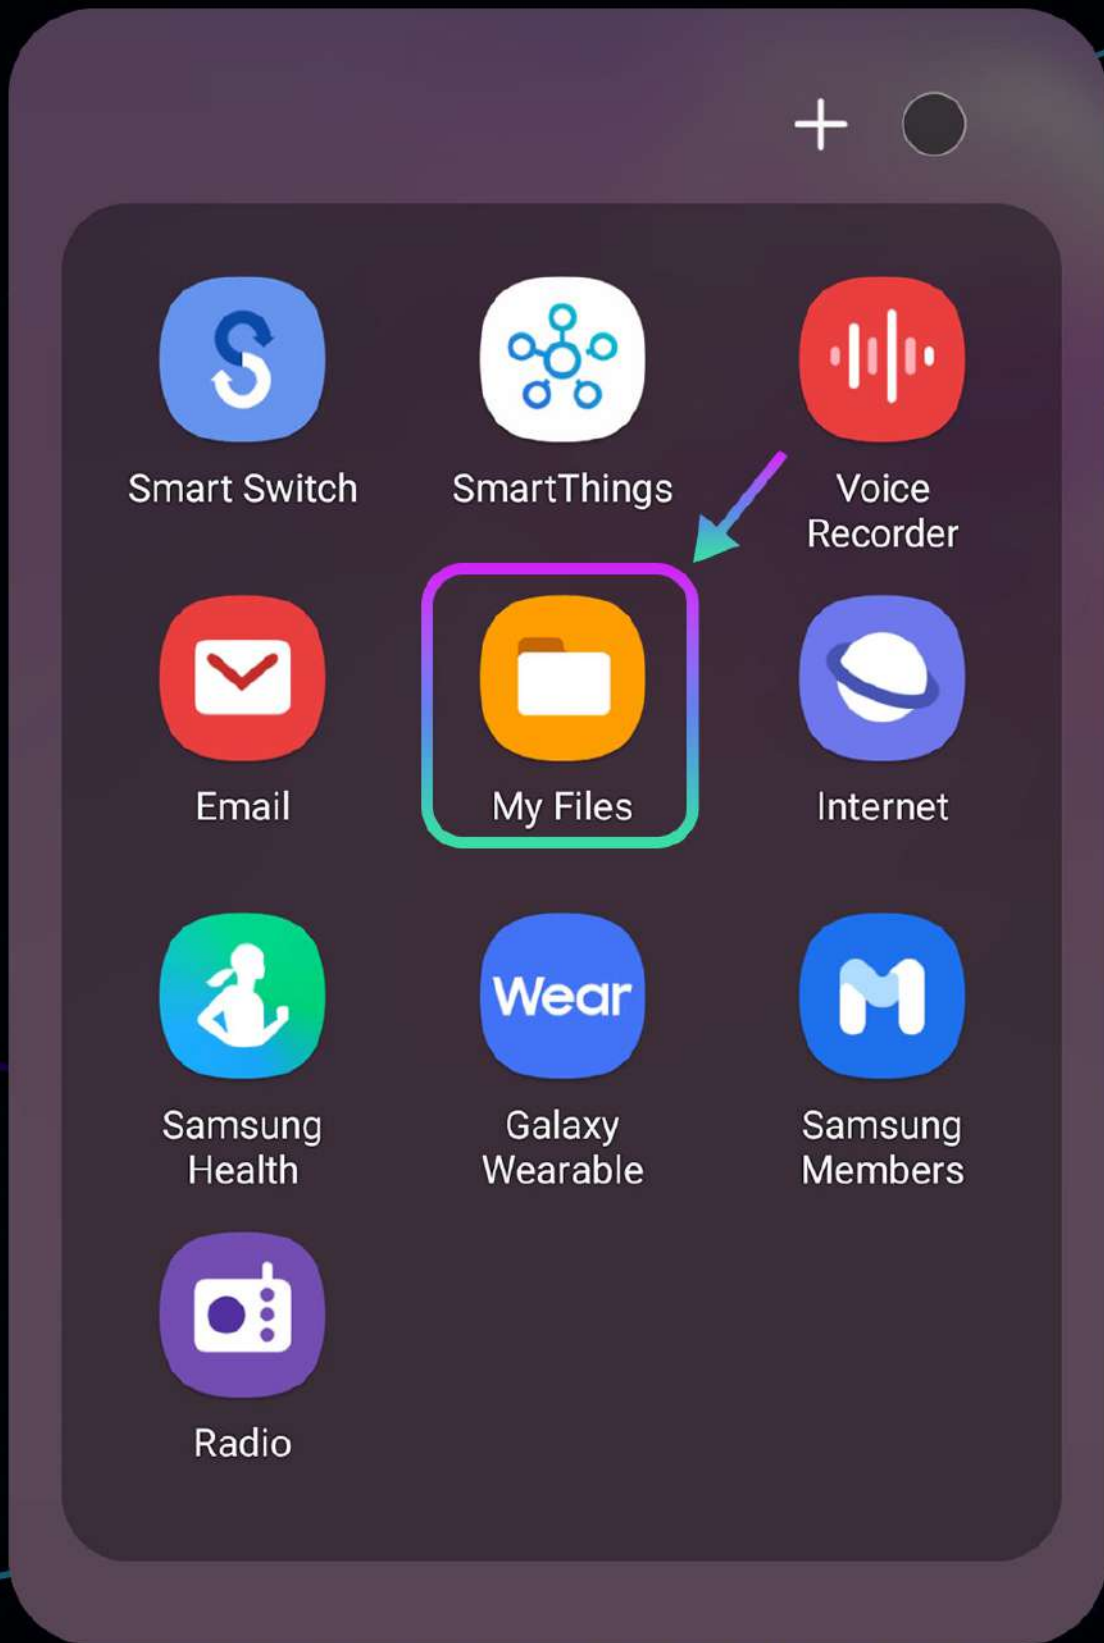 Smart Switch
SmartThings
Voice
Recorder
Email
My Files
Internet
Wear
Samsung
Health
Galaxy
Wearable
Samsung
Members
Radio